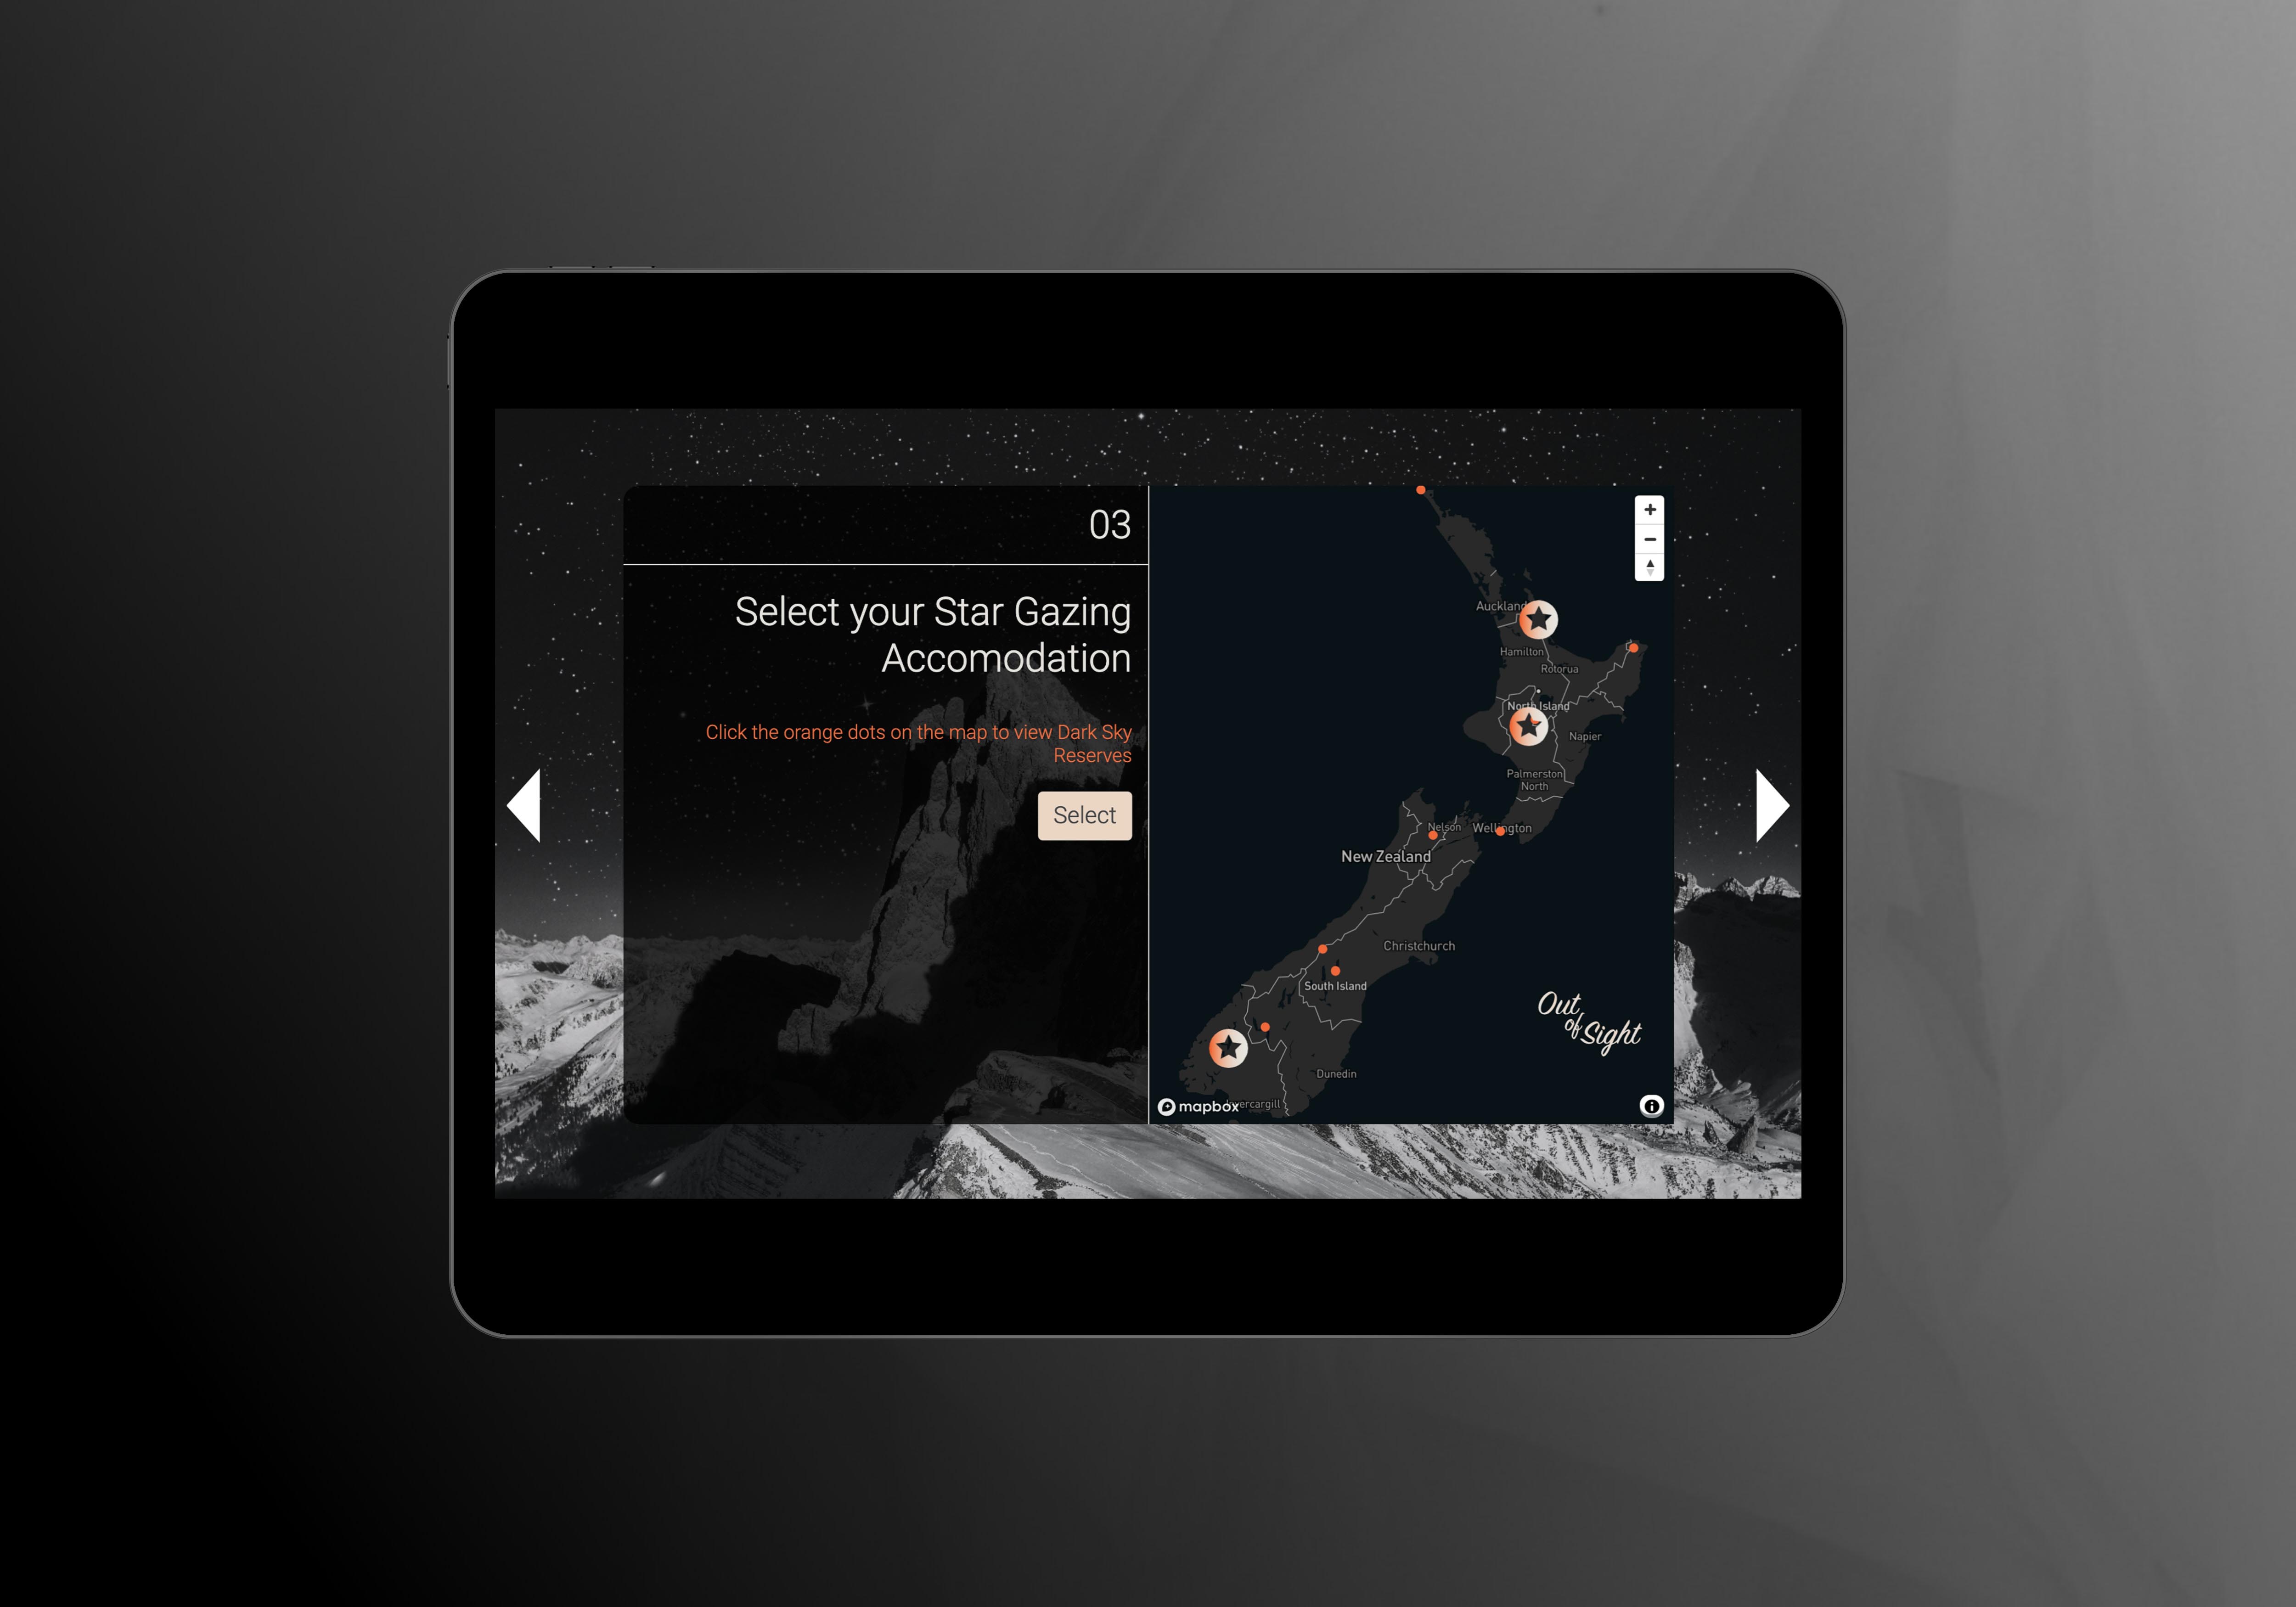 03
Select your Star Gazing
Accomodation
Click the orange dots on the map to view Dark Sky
Reserves
Select
+
−
Auckland
Hamilton
Rotorua
North Island
Napier
Palmerston
North
Nelson
Wellington
New Zealand
Christchurch
South Island
Out
of Sight
Dunedin
mapbox